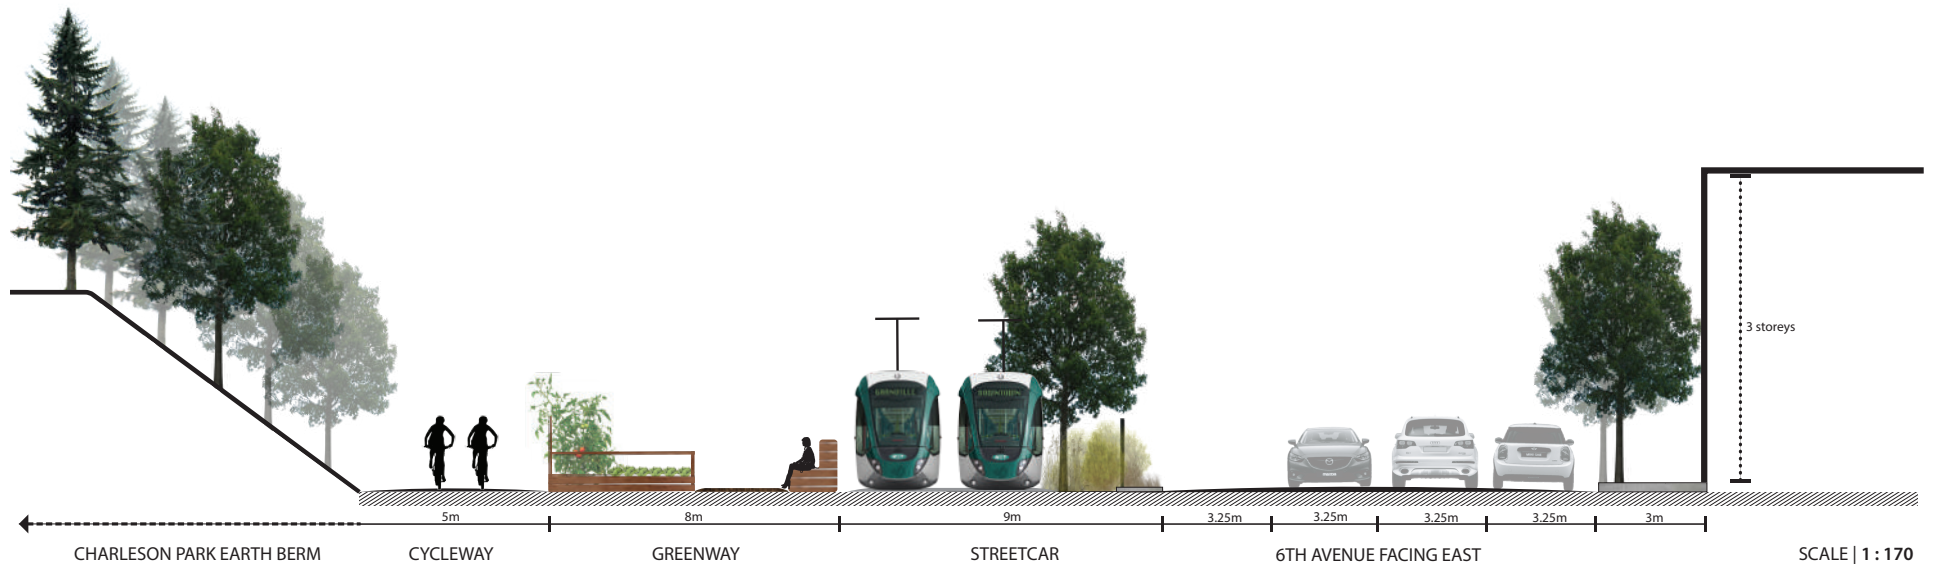 3 storeys
5m
8m
9m
3.25m
3.25m
3.25m
3.25m
3m
CHARLESON PARK EARTH BERM
CYCLEWAY
GREENWAY
STREETCAR
6TH AVENUE FACING EAST
SCALE | 1 : 170